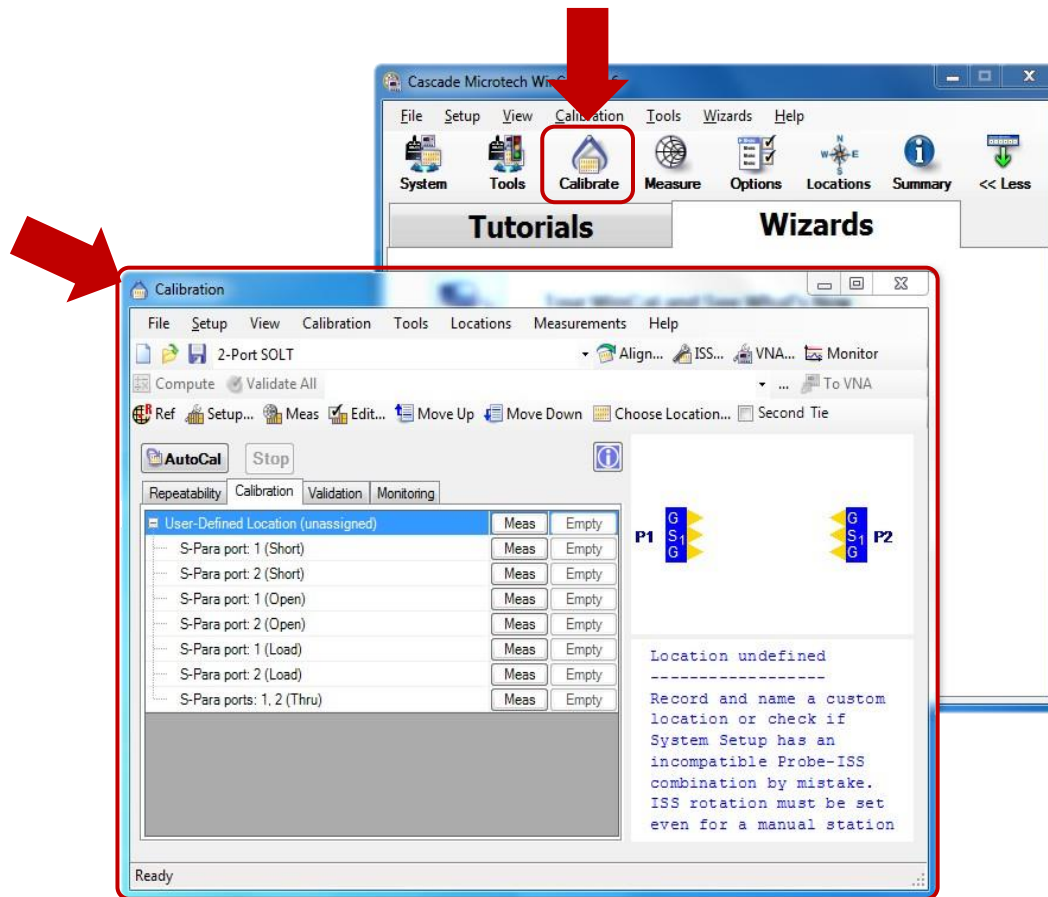 Cascade Microtech
File Setup View Calibration Tools Wizards Help
System Tools Calibrate Measure Options Locations Summary << Less
Tutorials Wizards
Calibration
File Setup View Calibration Tools Locations Measurements Help
2-Port SOLT Align... ISS... VNA... Monitor
Compute Validate All ... To VNA
Ref Setup... Meas Edit... Move Up Move Down Choose Location... Second Tie
AutoCal Stop
Repeatability Calibration Validation Monitoring
User-Defined Location (unassigned) Meas Empty
S-Para port: 1 (Short) Meas Empty
S-Para port: 2 (Short) Meas Empty
S-Para port: 1 (Open) Meas Empty
S-Para port: 2 (Open) Meas Empty
S-Para port: 1 (Load) Meas Empty
S-Para port: 2 (Load) Meas Empty
S-Para ports: 1, 2 (Thru) Meas Empty
G G
P1 S1 S1 P2
G G
Location undefined
------------------
Record and name a custom
location or check if
System Setup has an
incompatible Probe-ISS
combination by mistake.
ISS rotation must be set
even for a manual station
Ready